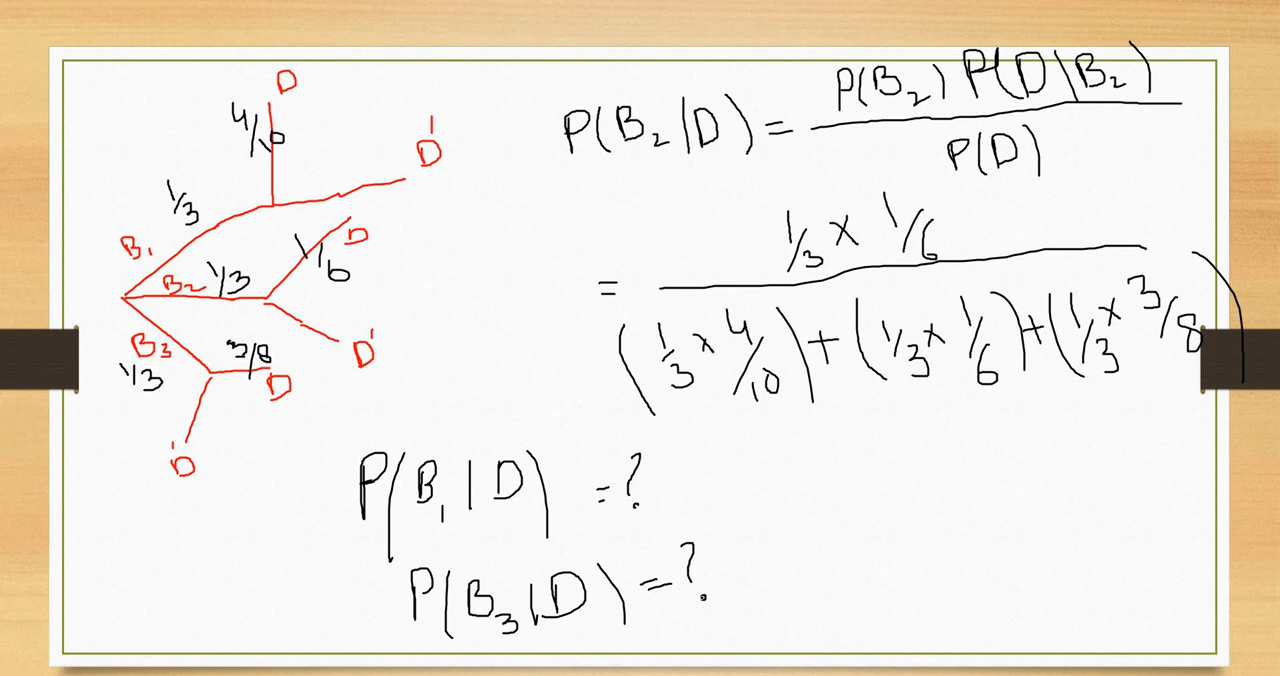 D
4/10
D'
1/3
B1
D
1/6
B2 1/3
D'
B3
1/3
3/8
D
D'
P(B2|D) = P(B2) P(D\B2)
P(D)
1/3 x 1/6
=
(1/3 x 4/10) + (1/3 x 1/6) + (1/3 x 3/8)
P(B1|D) = ?
P(B3|D) = ?